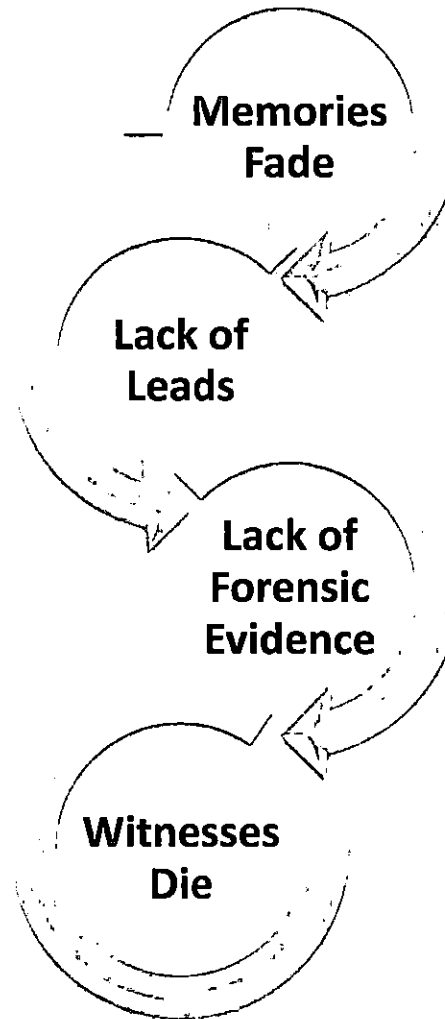 Memories
Fade
Lack of
Leads
Lack of
Forensic
Evidence
Witnesses
Die